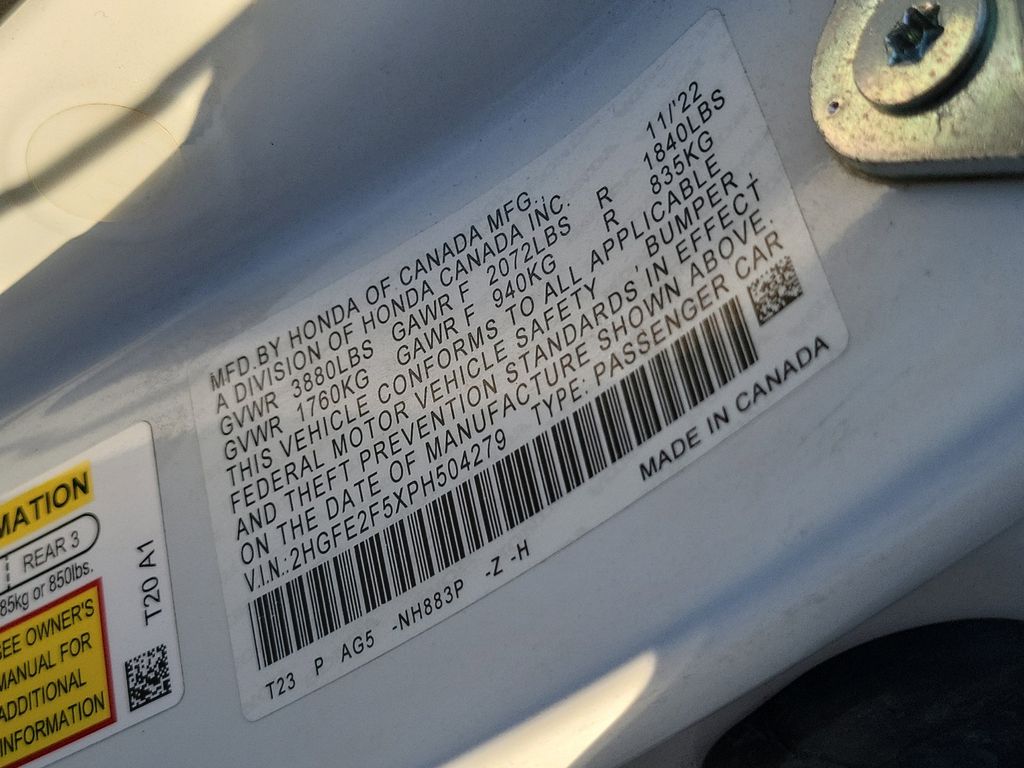 MFD.BY HONDA OF CANADA MFG., 11/'22
A DIVISION OF HONDA CANADA INC.
GVWR 3880LBS GAWR F 2072LBS R 1840LBS
GVWR 1760KG GAWR F 940KG R 835KG
THIS VEHICLE CONFORMS TO ALL APPLICABLE
FEDERAL MOTOR VEHICLE SAFETY, BUMPER,
AND THEFT PREVENTION STANDARDS IN EFFECT
ON THE DATE OF MANUFACTURE SHOWN ABOVE.
V.I.N.:2HGFE2F5XPH504279 TYPE: PASSENGER CAR
T23 P AG5 -NH883P -Z -H
MADE IN CANADA
MATION
REAR 3
85kg or 850lbs.
SEE OWNER'S
MANUAL FOR
ADDITIONAL
INFORMATION
T20 A1